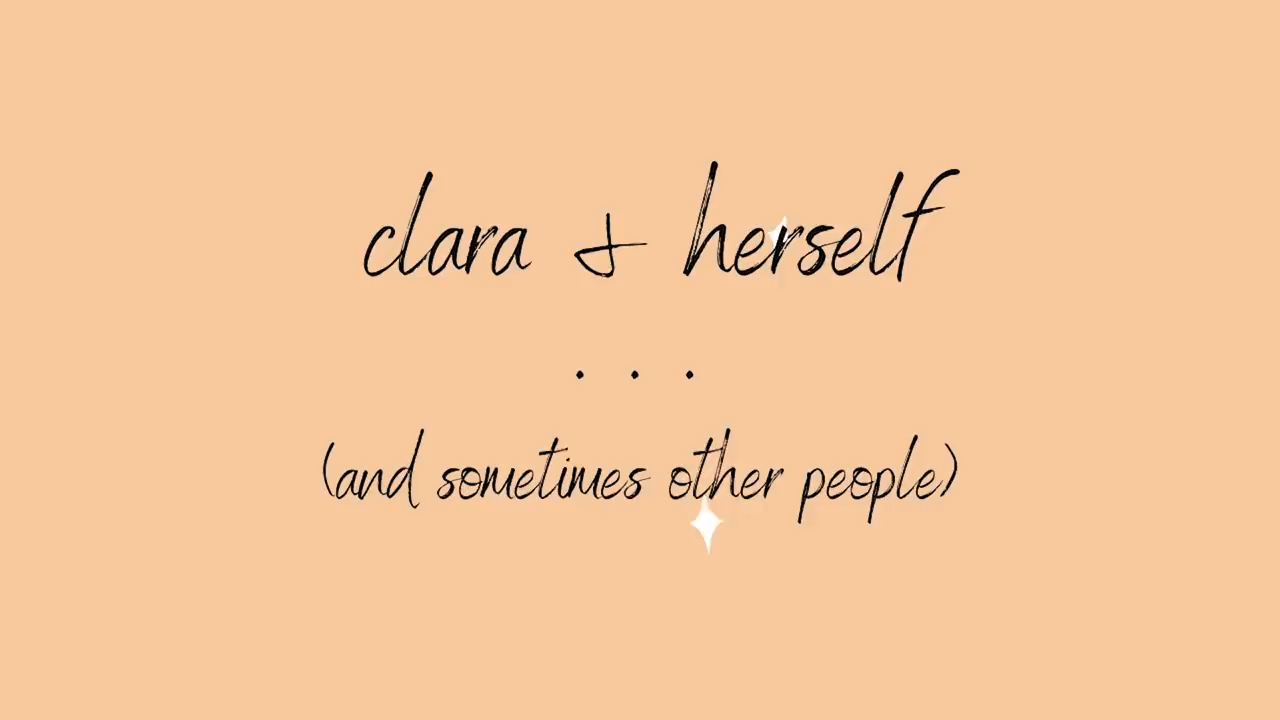 clara & herself
. . .
(and sometimes other people)